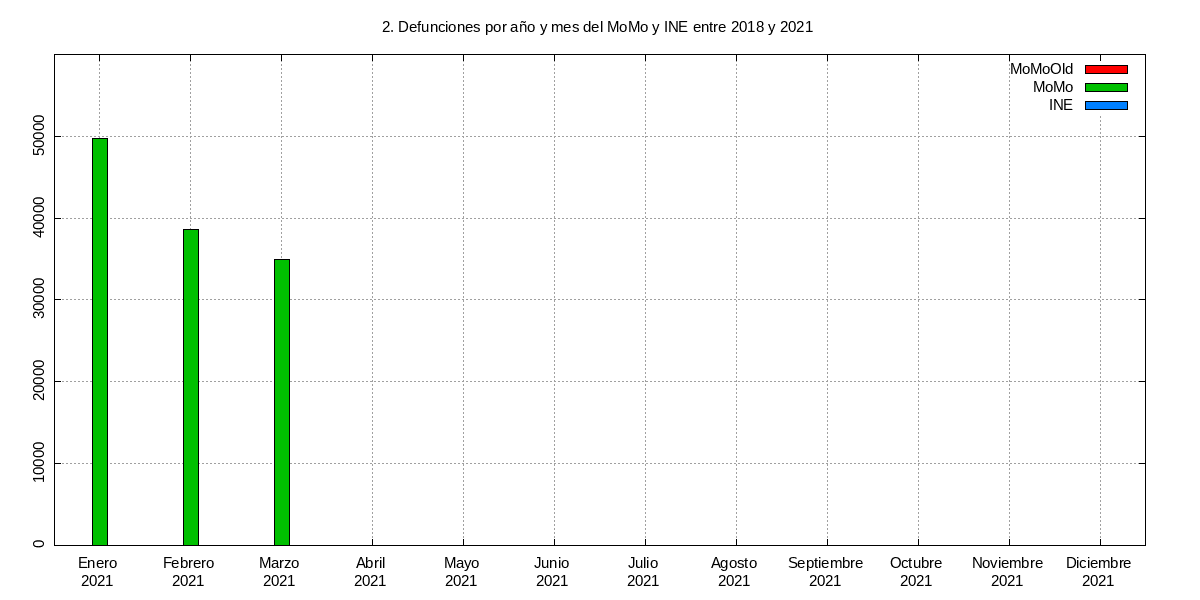 2. Defunciones por año y mes del MoMo y INE entre 2018 y 2021
MoMoOld
MoMo
INE
50000
40000
30000
20000
10000
0
Enero Febrero Marzo Abril Mayo Junio Julio Agosto Septiembre Octubre Noviembre Diciembre
2021 2021 2021 2021 2021 2021 2021 2021 2021 2021 2021 2021